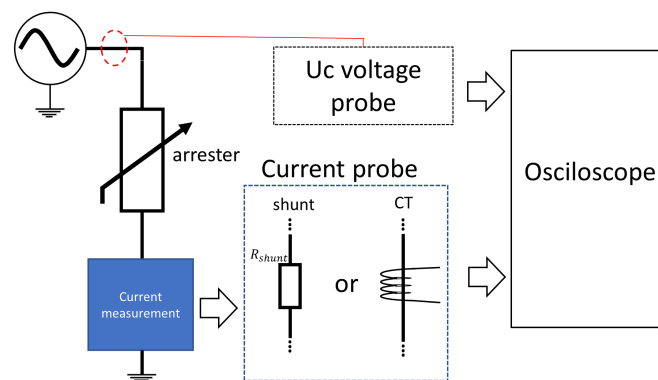 Uc voltage
probe
arrester
Current probe
Osciloscope
shunt
CT
R_shunt
or
Current
measurement